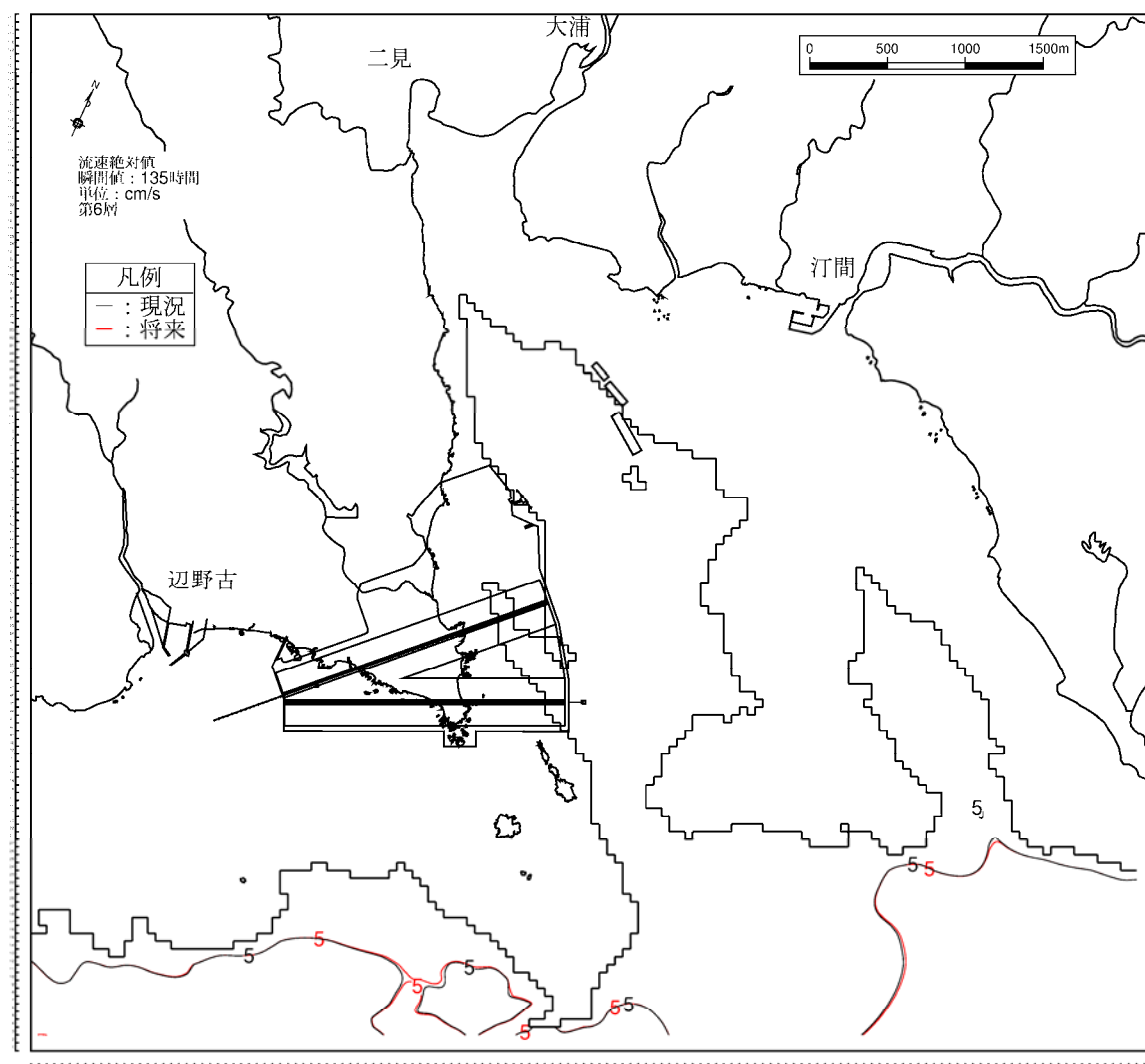 大浦
二見
0 500 1000 1500m
N
流速絶対値
瞬間値：135時間
単位：cm/s
第6層
汀間
凡例
― ：現況
― ：将来
辺野古
5
5 5
5
5
5
5
5 5
5